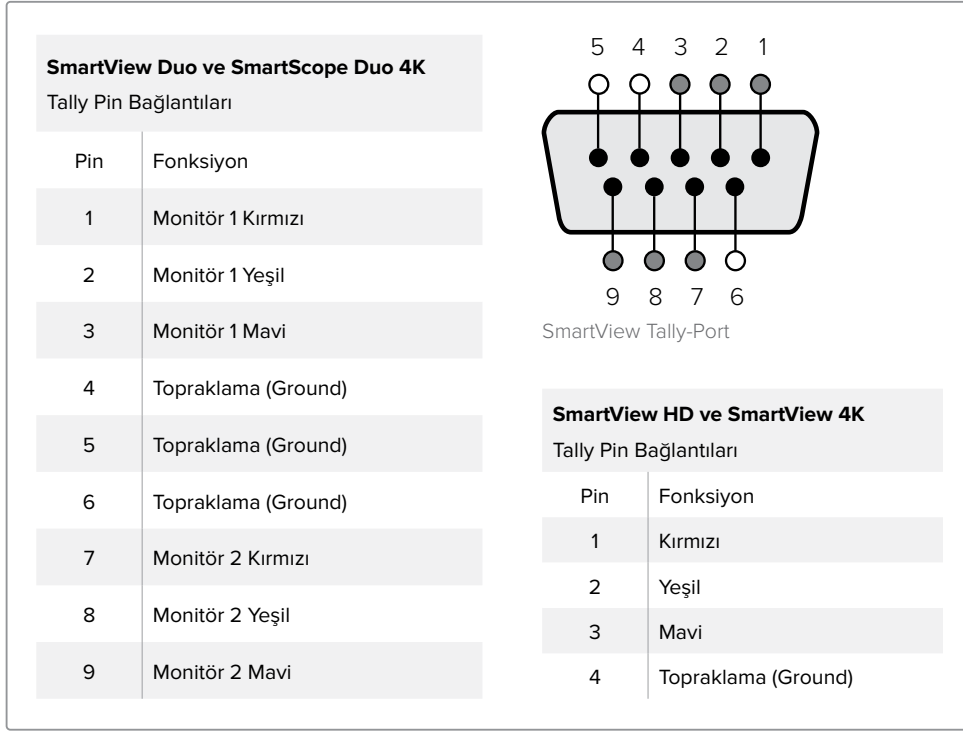 SmartView Duo ve SmartScope Duo 4K
Tally Pin Bağlantıları
Pin Fonksiyon
1 Monitör 1 Kırmızı
2 Monitör 1 Yeşil
3 Monitör 1 Mavi
4 Topraklama (Ground)
5 Topraklama (Ground)
6 Topraklama (Ground)
7 Monitör 2 Kırmızı
8 Monitör 2 Yeşil
9 Monitör 2 Mavi
5 4 3 2 1
9 8 7 6
SmartView Tally-Port
SmartView HD ve SmartView 4K
Tally Pin Bağlantıları
Pin Fonksiyon
1 Kırmızı
2 Yeşil
3 Mavi
4 Topraklama (Ground)